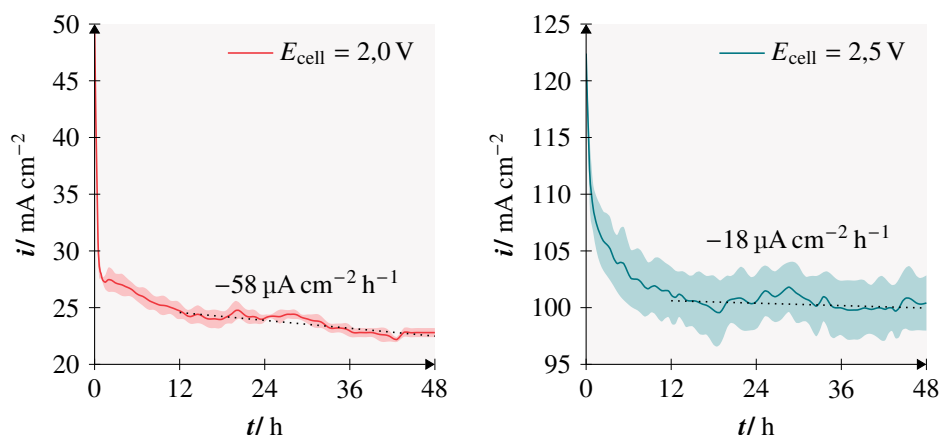 50
45
40
35
30
25
20
i/ mA cm⁻²
E_cell = 2,0 V
−58 µA cm⁻² h⁻¹
0 12 24 36 48
t/ h
125
120
115
110
105
100
95
i/ mA cm⁻²
E_cell = 2,5 V
−18 µA cm⁻² h⁻¹
0 12 24 36 48
t/ h